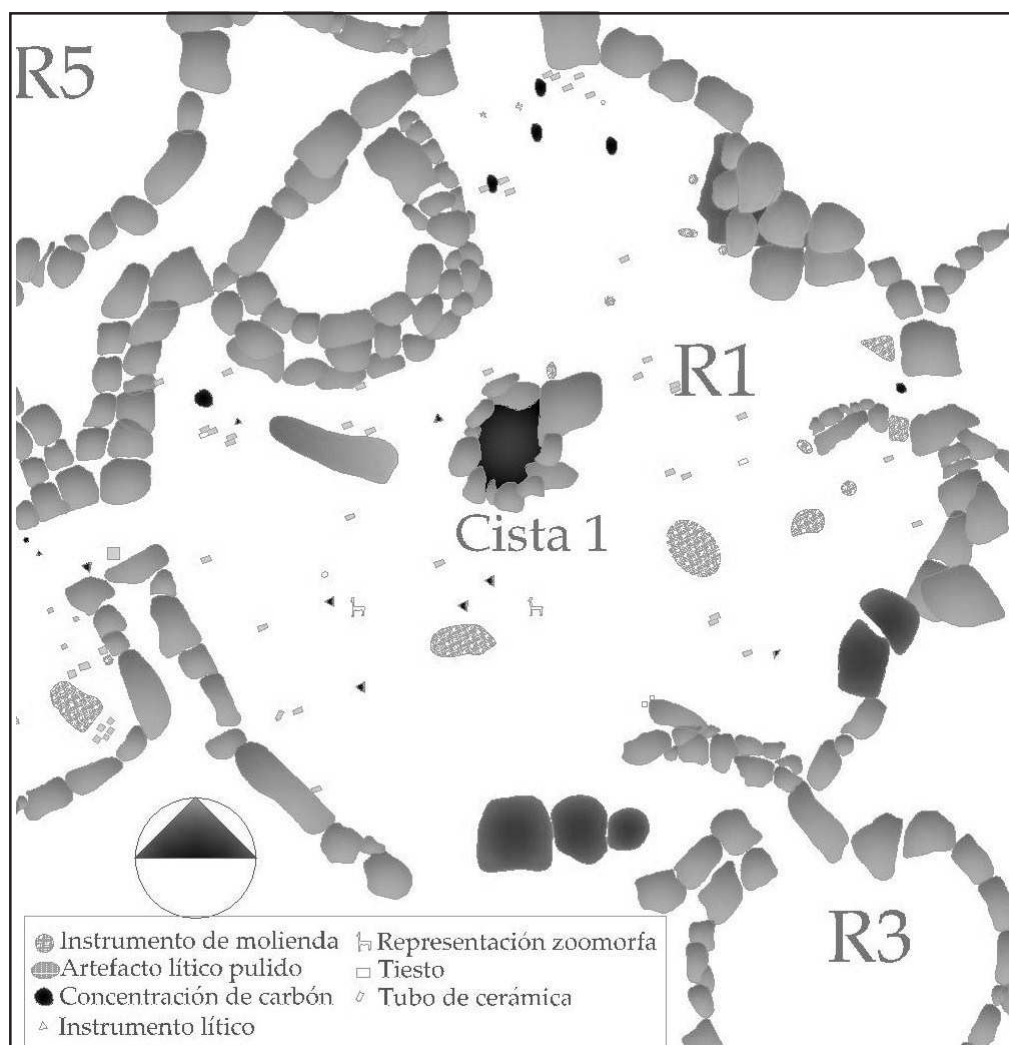 R5
R1
Cista 1
R3
Instrumento de molienda
Artefacto lítico pulido
Concentración de carbón
Instrumento lítico
Representación zoomorfa
Tiesto
Tubo de cerámica